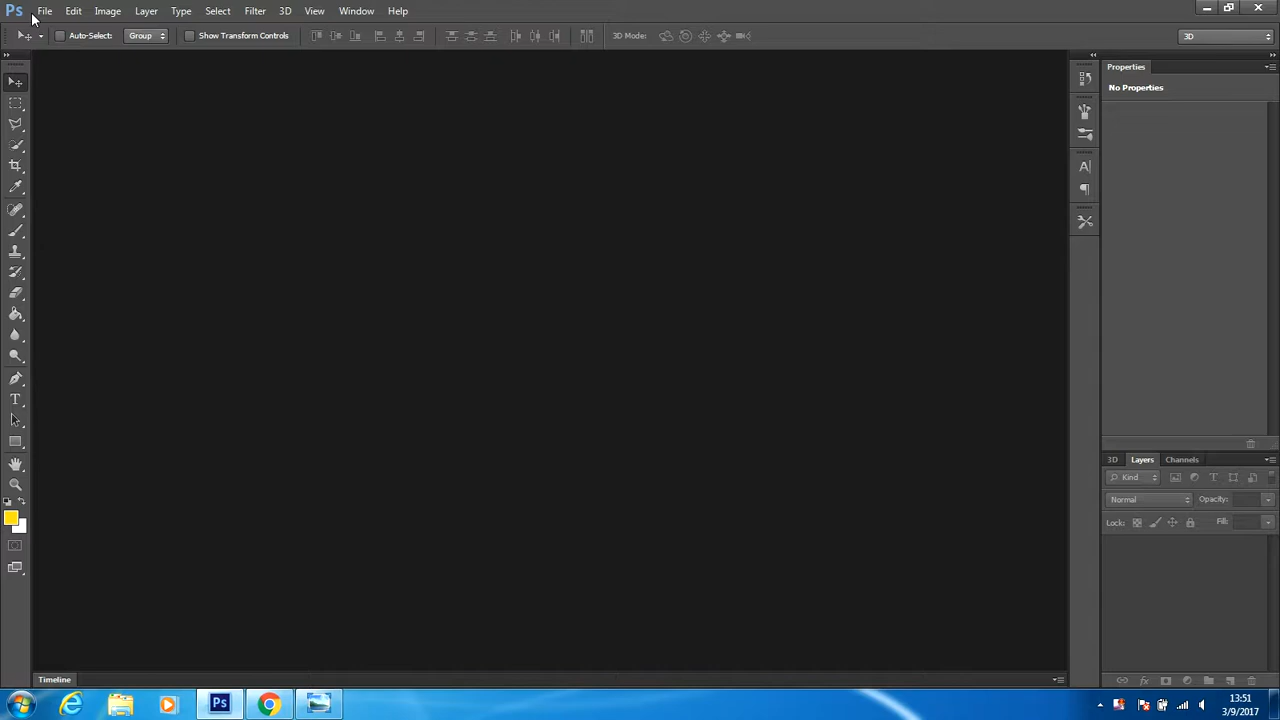 Ps File Edit Image Layer Type Select Filter 3D View Window Help
Auto-Select: Group Show Transform Controls 3D Mode: 3D
Properties
No Properties
T
A
3D Layers Channels
Kind T
Normal Opacity:
Lock: Fill:
fx
Timeline
Ps
13:51
3/9/2017